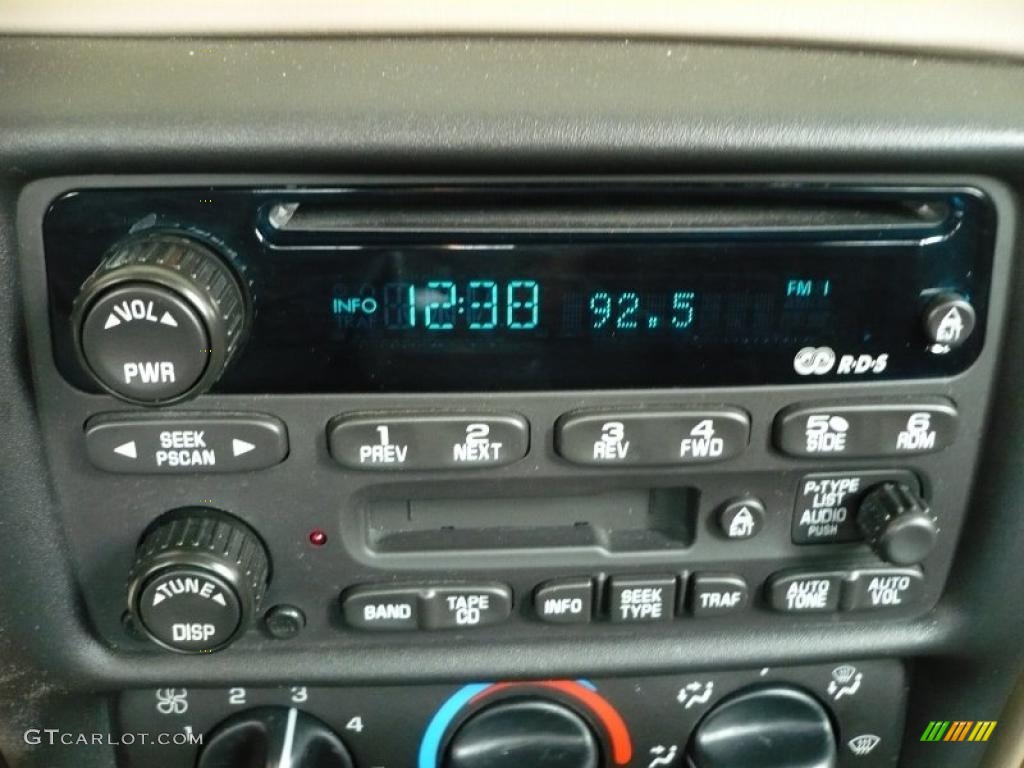 INFO 12:38 92.5 FM 1
VOL
PWR
EJT
R·D·S
SEEK
PSCAN
1
PREV
2
NEXT
3
REV
4
FWD
5
SIDE
6
RDM
P-TYPE
LIST
AUDIO
PUSH
EJT
TUNE
DISP
BAND
TAPE
CD
INFO
SEEK
TYPE
TRAF
AUTO
TONE
AUTO
VOL
1 2 3 4
GTCARLOT.COM